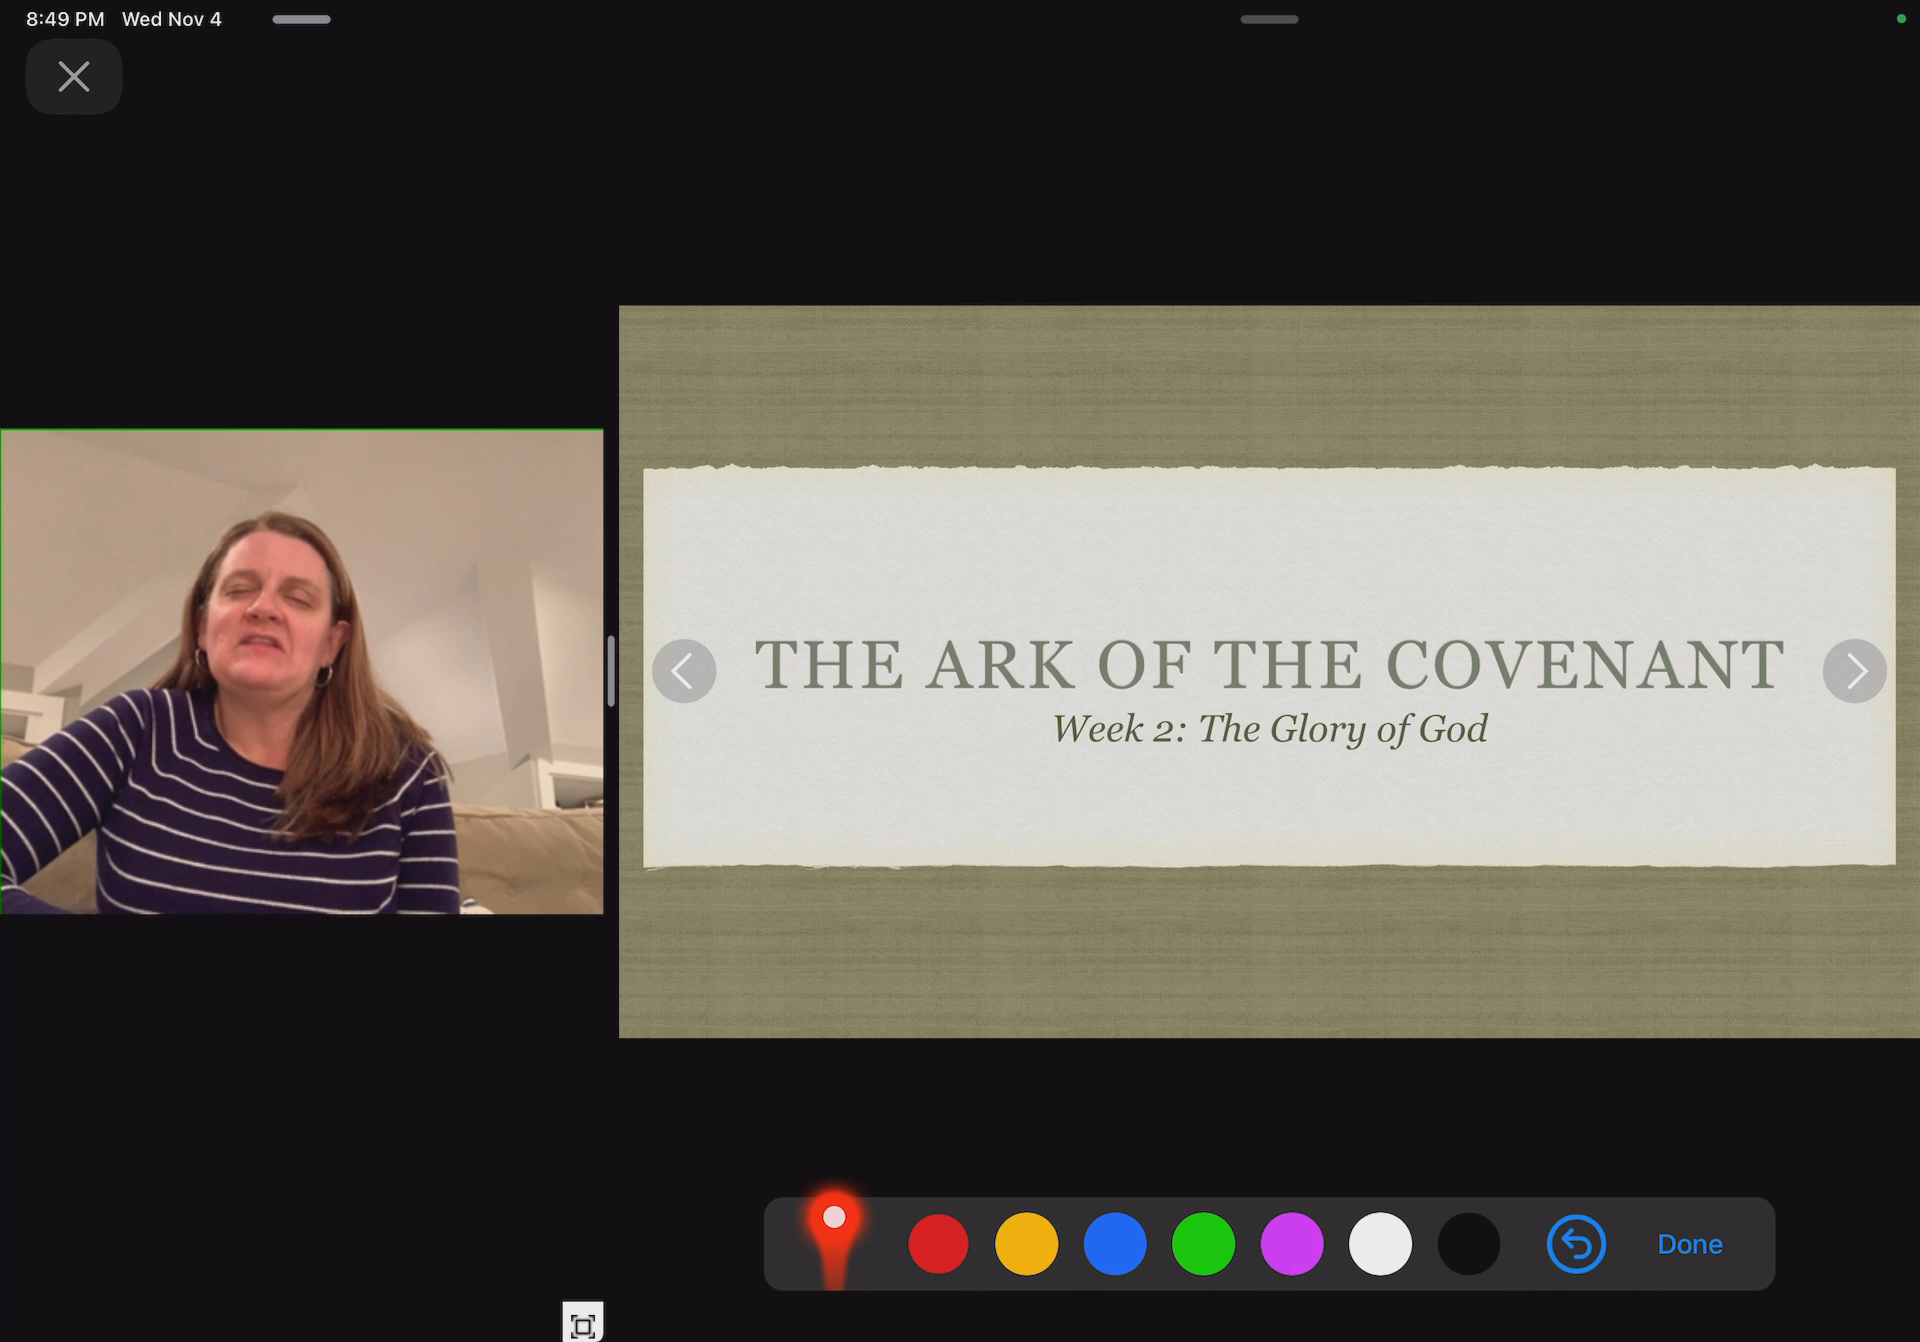 8:49 PM Wed Nov 4
THE ARK OF THE COVENANT
Week 2: The Glory of God
Done